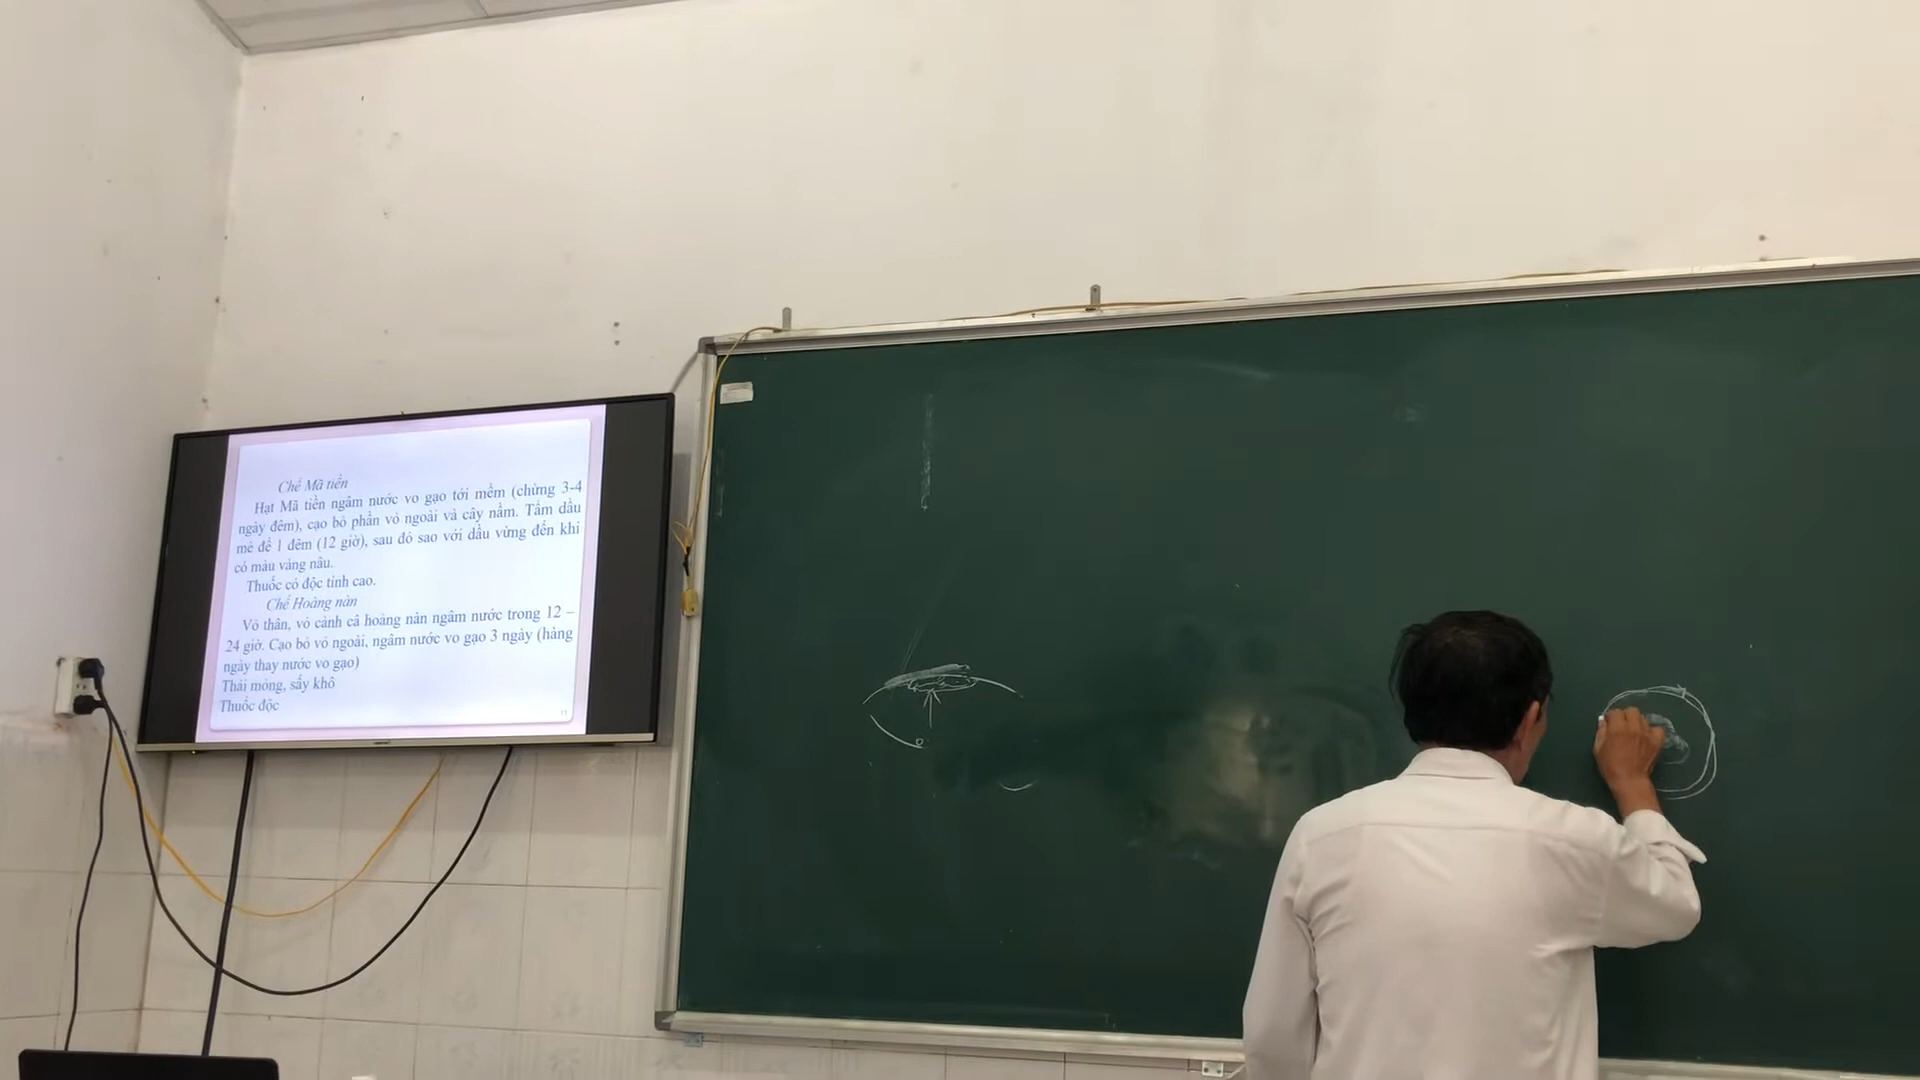 Chế Mã tiền
Hạt Mã tiền ngâm nước vo gạo tới mềm (chừng 3-4
ngày đêm), cạo bỏ phần vỏ ngoài và cây nầm. Tẩm dầu
mè để 1 đêm (12 giờ), sau đó sao với dầu vừng đến khi
có màu vàng nâu.
Thuốc có độc tính cao.
Chế Hoàng nàn
Vỏ thân, vỏ cành câ hoàng nàn ngâm nước trong 12 –
24 giờ. Cạo bỏ vỏ ngoài, ngâm nước vo gạo 3 ngày (hàng
ngày thay nước vo gạo)
Thái mỏng, sấy khô
Thuốc độc
11